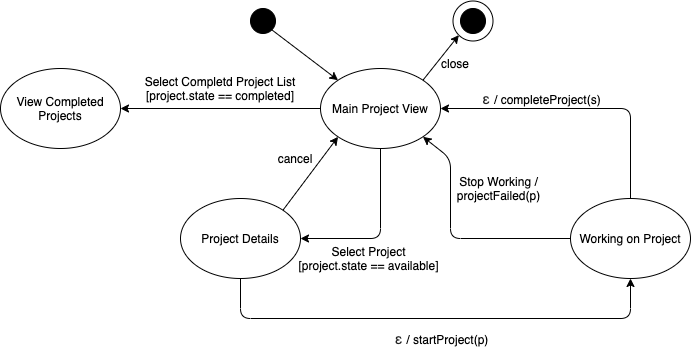 close
Select Completd Project List
[project.state == completed]
View Completed
Projects
Main Project View
ε / completeProject(s)
cancel
Stop Working /
projectFailed(p)
Project Details
Select Project
[project.state == available]
Working on Project
ε / startProject(p)